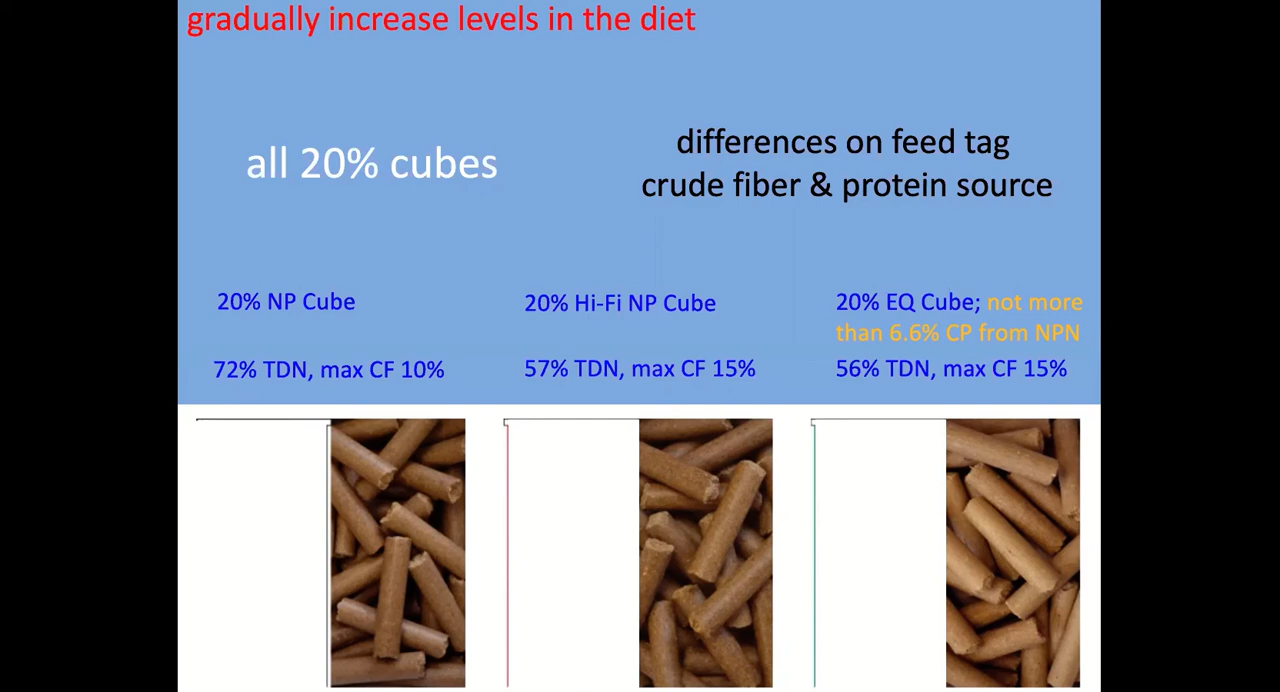 gradually increase levels in the diet
all 20% cubes
differences on feed tag
crude fiber & protein source
20% NP Cube
72% TDN, max CF 10%
20% Hi-Fi NP Cube
57% TDN, max CF 15%
20% EQ Cube; not more
than 6.6% CP from NPN
56% TDN, max CF 15%